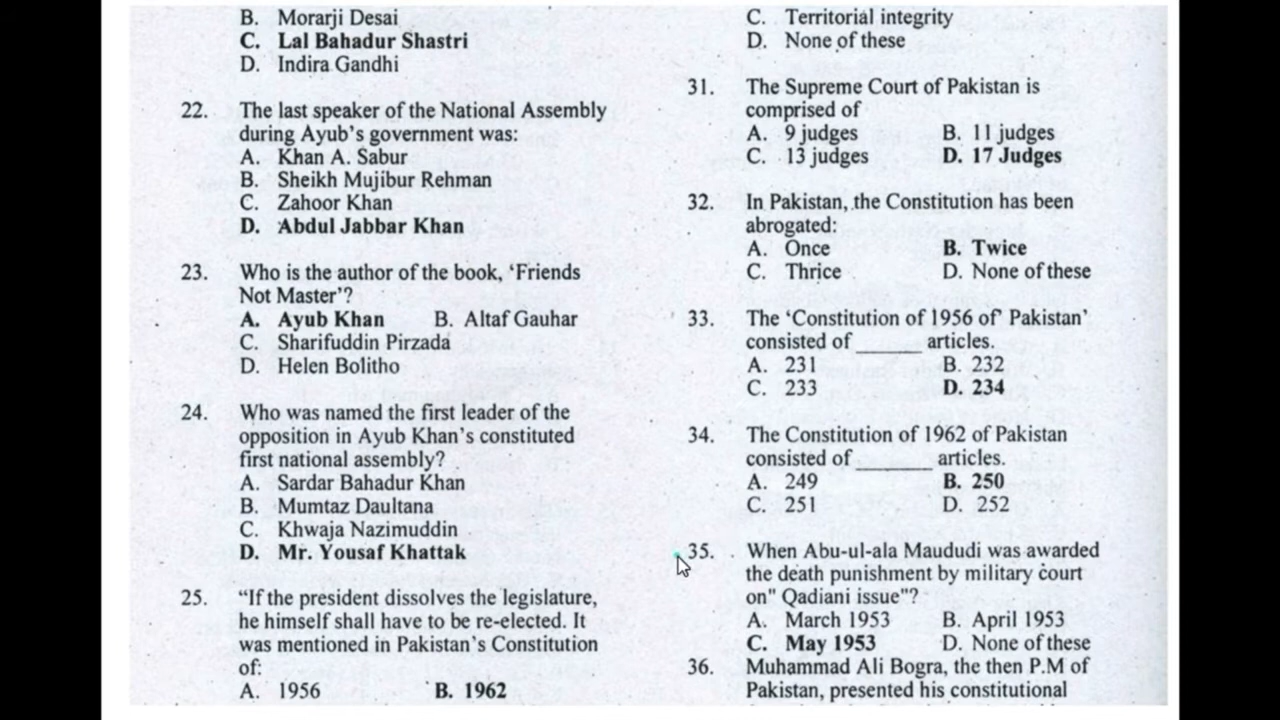 B. Morarji Desai
C. Lal Bahadur Shastri
D. Indira Gandhi
22. The last speaker of the National Assembly
during Ayub's government was:
A. Khan A. Sabur
B. Sheikh Mujibur Rehman
C. Zahoor Khan
D. Abdul Jabbar Khan
23. Who is the author of the book, 'Friends
Not Master'?
A. Ayub Khan B. Altaf Gauhar
C. Sharifuddin Pirzada
D. Helen Bolitho
24. Who was named the first leader of the
opposition in Ayub Khan's constituted
first national assembly?
A. Sardar Bahadur Khan
B. Mumtaz Daultana
C. Khwaja Nazimuddin
D. Mr. Yousaf Khattak
25. "If the president dissolves the legislature,
he himself shall have to be re-elected. It
was mentioned in Pakistan's Constitution
of:
A. 1956 B. 1962
C. Territorial integrity
D. None of these
31. The Supreme Court of Pakistan is
comprised of
A. 9 judges B. 11 judges
C. 13 judges D. 17 Judges
32. In Pakistan, the Constitution has been
abrogated:
A. Once B. Twice
C. Thrice D. None of these
33. The 'Constitution of 1956 of' Pakistan'
consisted of ______ articles.
A. 231 B. 232
C. 233 D. 234
34. The Constitution of 1962 of Pakistan
consisted of _______ articles.
A. 249 B. 250
C. 251 D. 252
35. When Abu-ul-ala Maududi was awarded
the death punishment by military court
on" Qadiani issue"?
A. March 1953 B. April 1953
C. May 1953 D. None of these
36. Muhammad Ali Bogra, the then P.M of
Pakistan, presented his constitutional